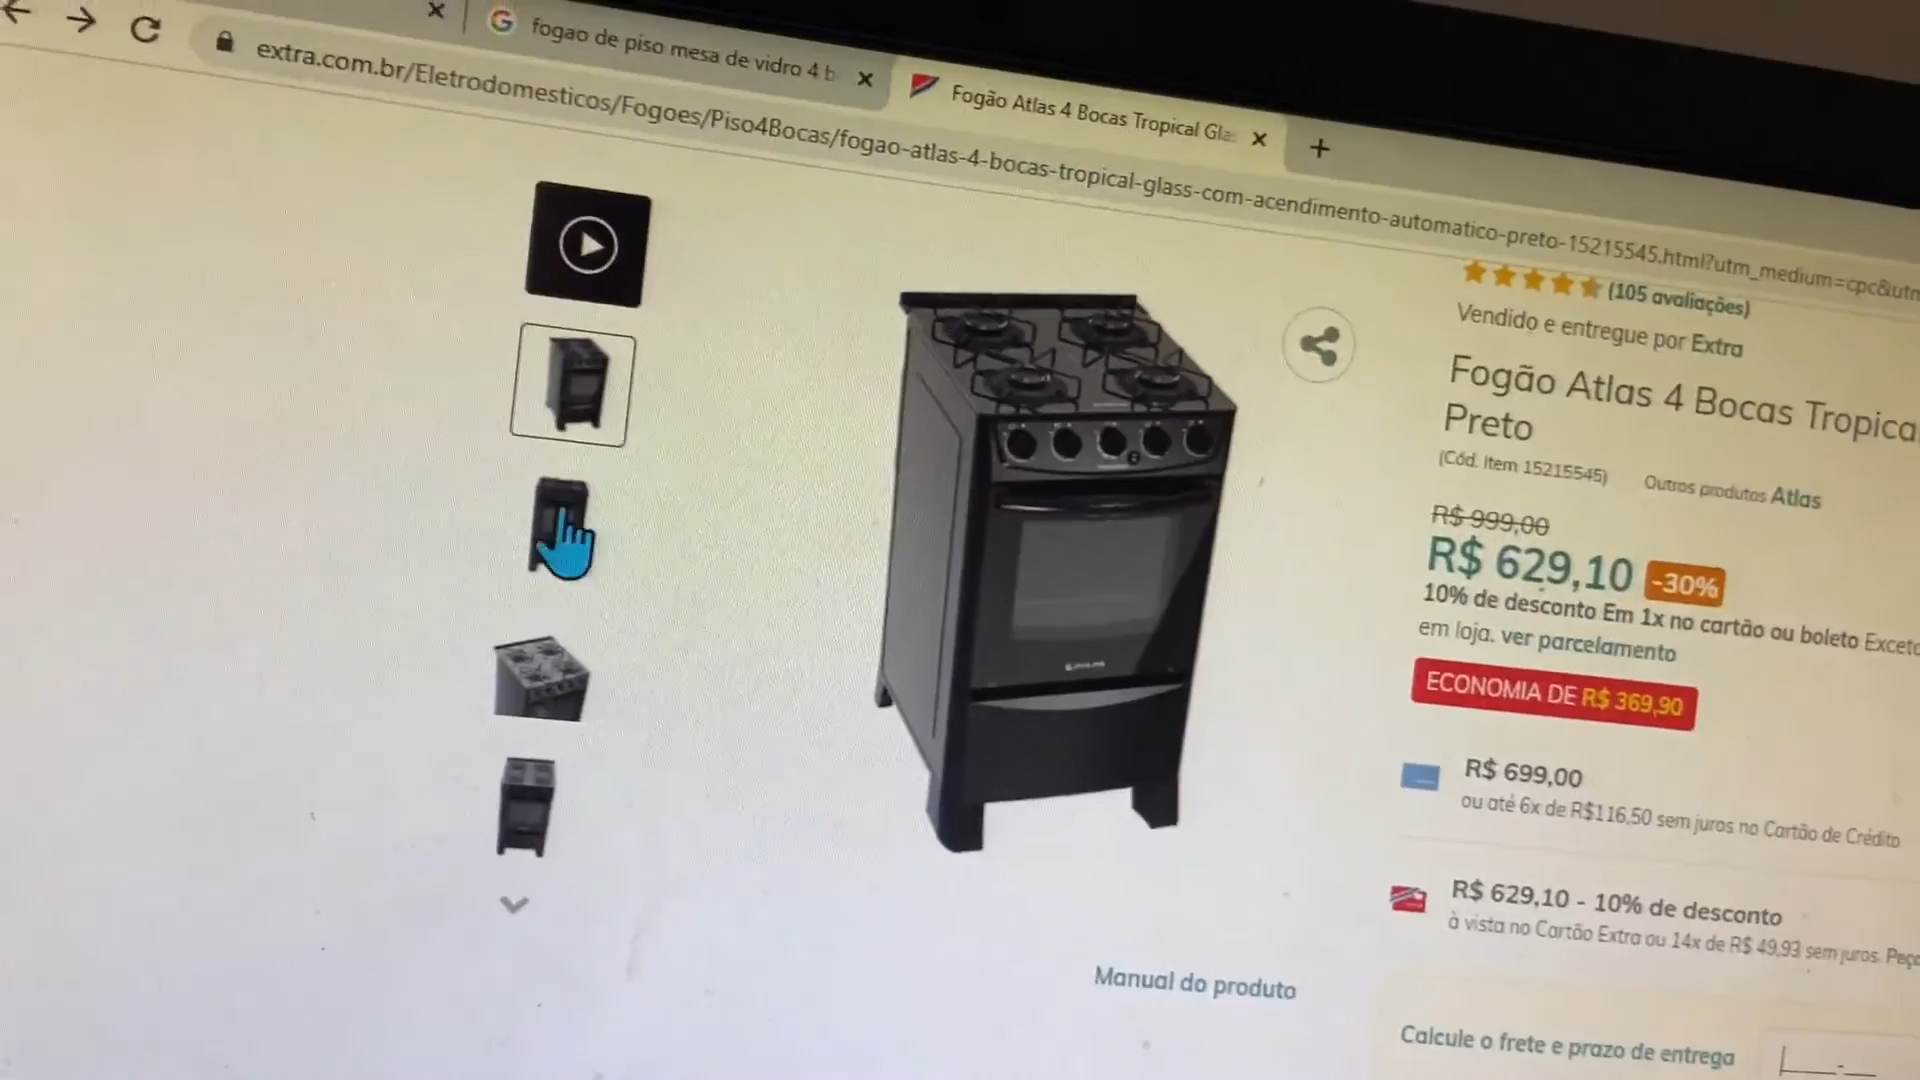 fogao de piso mesa de vidro 4 b
Fogão Atlas 4 Bocas Tropical Gla
extra.com.br/Eletrodomesticos/Fogoes/Piso4Bocas/fogao-atlas-4-bocas-tropical-glass-com-acendimento-automatico-preto-15215545.html?utm_medium=cpc&utm
(105 avaliações)
Vendido e entregue por Extra
Fogão Atlas 4 Bocas Tropical
Preto
(Cód. Item 15215545) Outros produtos Atlas
R$ 999,00
R$ 629,10 -30%
10% de desconto Em 1x no cartão ou boleto Exceto
em loja. ver parcelamento
ECONOMIA DE R$ 369,90
R$ 699,00
ou até 6x de R$116,50 sem juros no Cartão de Crédito
R$ 629,10 - 10% de desconto
à vista no Cartão Extra ou 14x de R$ 49,93 sem juros. Peça
Manual do produto
Calcule o frete e prazo de entrega